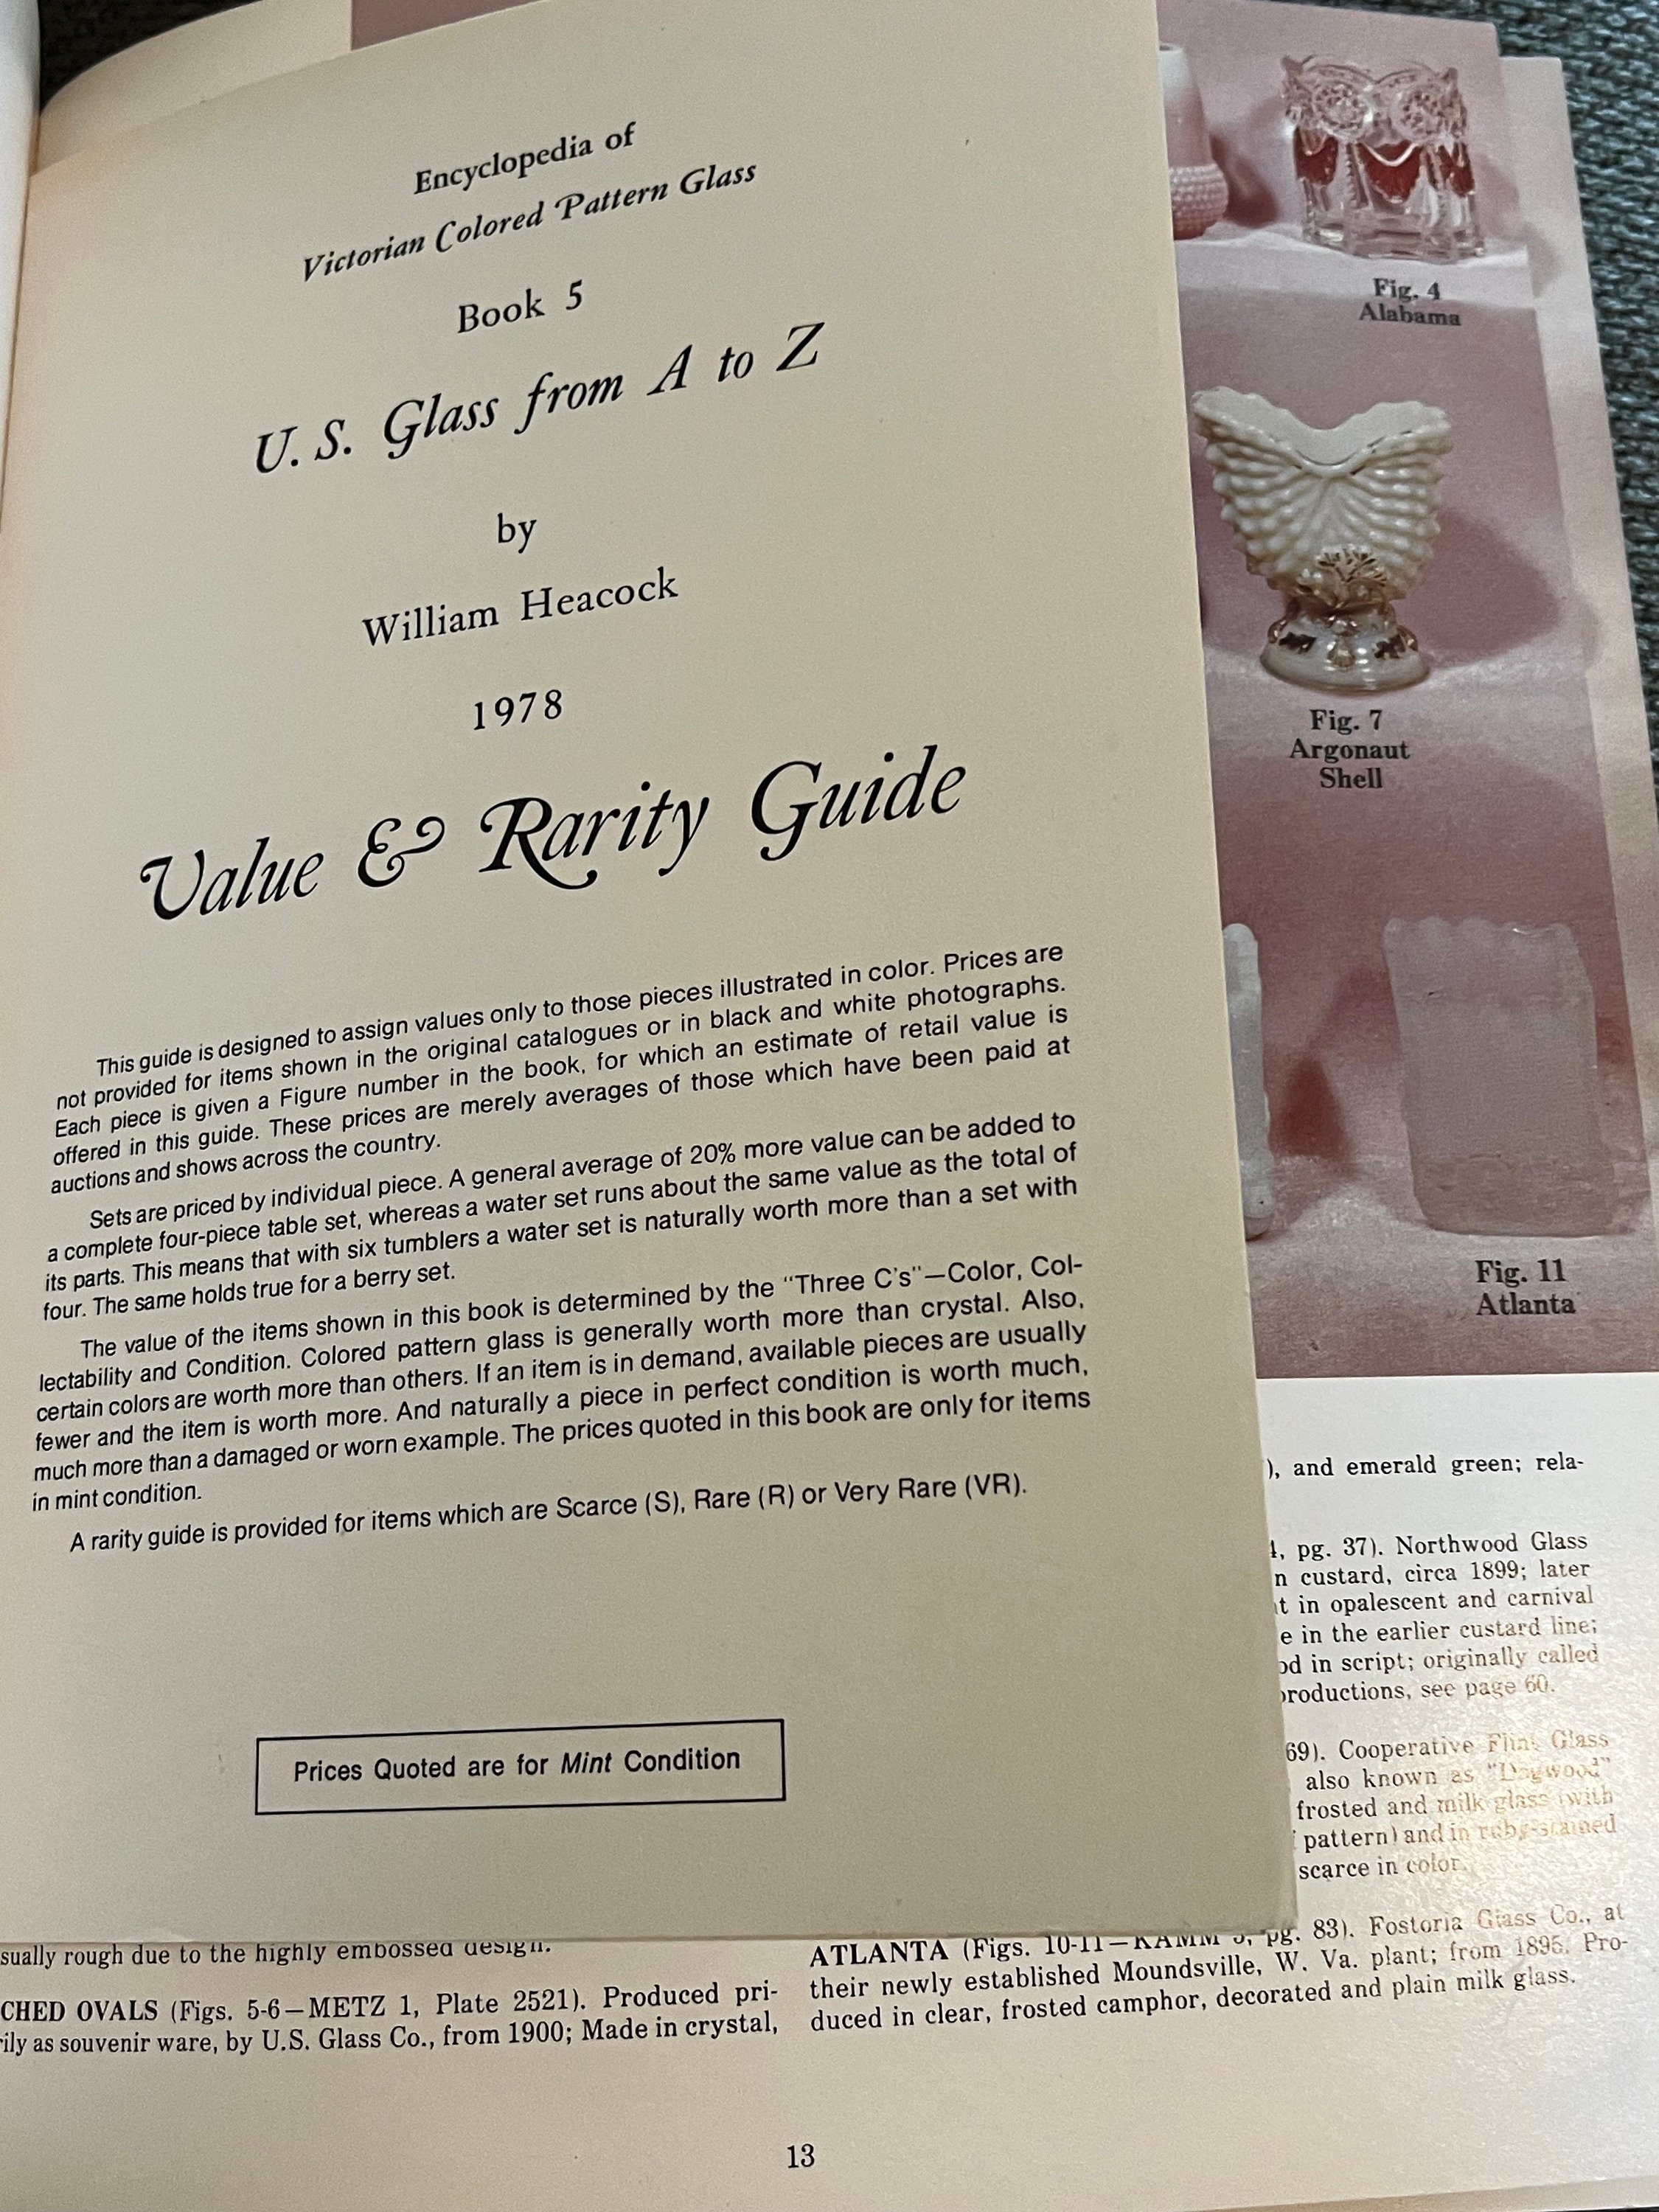 Encyclopedia of
Victorian Colored Pattern Glass
Book 5
U. S. Glass from A to Z
by
William Heacock
1978
Value & Rarity Guide
This guide is designed to assign values only to those pieces illustrated in color. Prices are
not provided for items shown in the original catalogues or in black and white photographs.
Each piece is given a Figure number in the book, for which an estimate of retail value is
offered in this guide. These prices are merely averages of those which have been paid at
auctions and shows across the country.
Sets are priced by individual piece. A general average of 20% more value can be added to
a complete four-piece table set, whereas a water set runs about the same value as the total of
its parts. This means that with six tumblers a water set is naturally worth more than a set with
four. The same holds true for a berry set.
The value of the items shown in this book is determined by the "Three C's"—Color, Col-
lectability and Condition. Colored pattern glass is generally worth more than crystal. Also,
certain colors are worth more than others. If an item is in demand, available pieces are usually
fewer and the item is worth more. And naturally a piece in perfect condition is worth much,
much more than a damaged or worn example. The prices quoted in this book are only for items
in mint condition.
A rarity guide is provided for items which are Scarce (S), Rare (R) or Very Rare (VR).
Prices Quoted are for Mint Condition
Fig. 4
Alabama
Fig. 7
Argonaut
Shell
Fig. 11
Atlanta
), and emerald green; rela-
, pg. 37). Northwood Glass
n custard, circa 1899; later
t in opalescent and carnival
e in the earlier custard line;
od in script; originally called
productions, see page 60.
69). Cooperative Flint Glass
also known as "Dogwood"
frosted and milk glass (with
pattern) and in ruby-stained
scarce in color.
sually rough due to the highly embossed design.
CHED OVALS (Figs. 5-6—METZ 1, Plate 2521). Produced pri-
rily as souvenir ware, by U.S. Glass Co., from 1900; Made in crystal,
ATLANTA (Figs. 10-11—KAMM 5, pg. 83). Fostoria Glass Co., at
their newly established Moundsville, W. Va. plant; from 1895. Pro-
duced in clear, frosted camphor, decorated and plain milk glass.
13